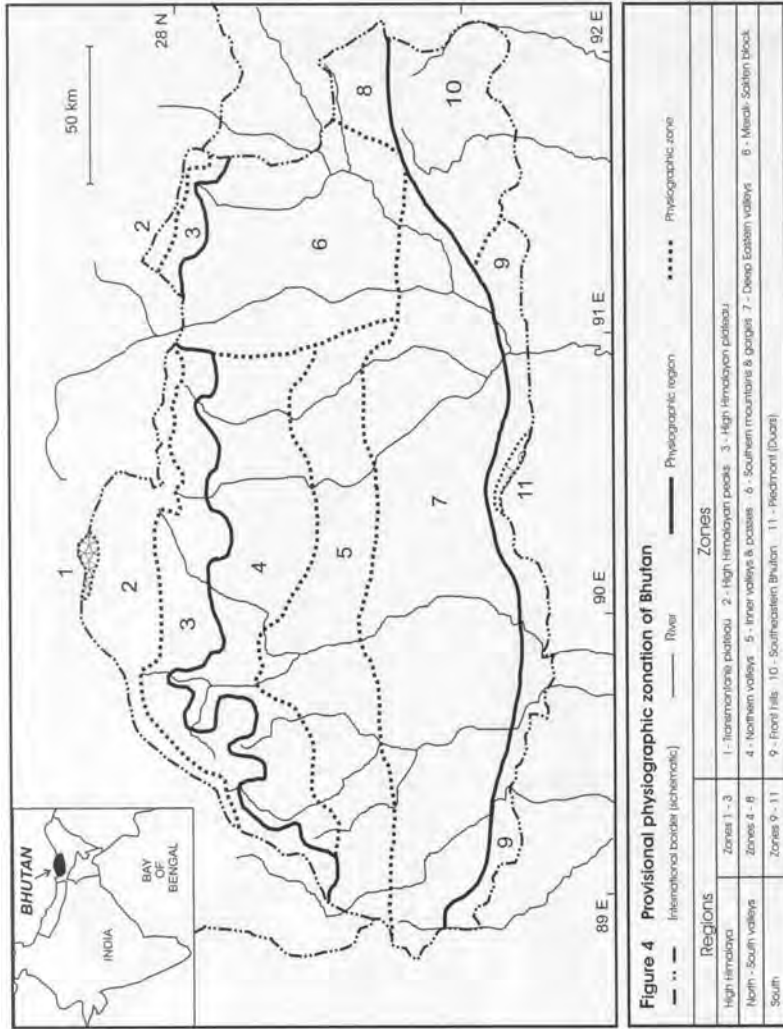 BHUTAN
INDIA
BAY
OF
BENGAL
50 km
28 N
1
2
2
3
3
4
5
6
7
8
9
9
10
11
89 E
90 E
91 E
92 E
Figure 4 Provisional physiographic zonation of Bhutan
International border (schematic) River Physiographic region Physiographic zone
Regions Zones
High Himalaya Zones 1 - 3 1 - Transmontane plateau 2 - High Himalayan peaks 3 - High Himalayan plateau
North - South valleys Zones 4 - 8 4 - Northern valleys 5 - Inner valleys & passes 6 - Southern mountains & gorges 7 - Deep Eastern valleys 8 - Merak- Sakten block
South Zones 9 - 11 9 - Front hills 10 - Southeastern Bhutan 11 - Piedmont (Duars)